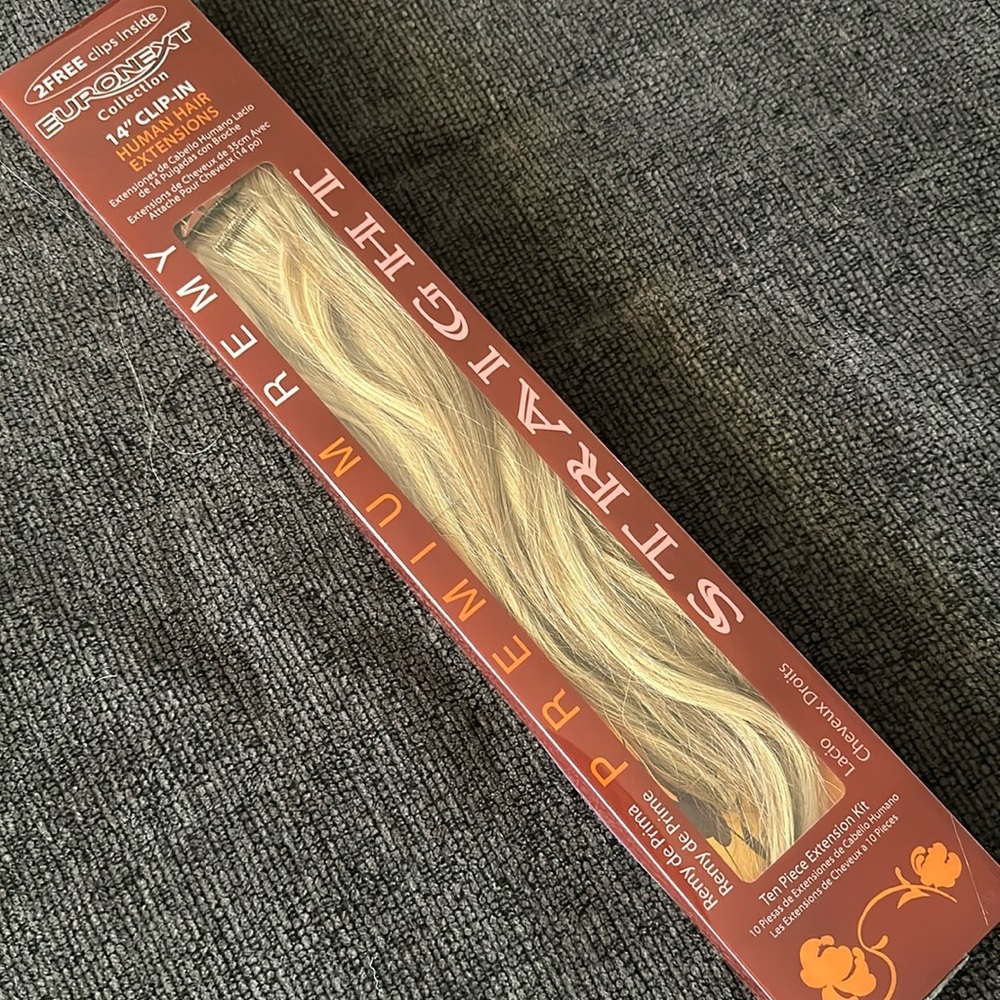 2FREE clips inside
EURONEXT
Collection
14" CLIP-IN
HUMAN HAIR
EXTENSIONS
Extensiones de Cabello Humano Lacio
de 14 Pulgadas con Broche
Extensions de Cheveux de 35cm Avec
Attache Pour Cheveux (14 po)
STRAIGHT
PREMIUM REMY
Lacio
Cheveux Droits
Remy de Prima
Remy de Prime
Ten Piece Extension Kit
10 Piesas de Extensiones de Cabello Humano
Les Extensions de Cheveux a 10 Pieces